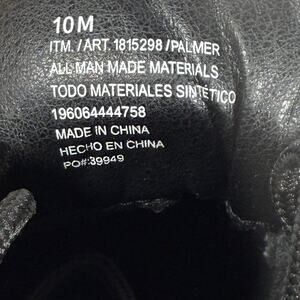 10 M
ITM. / ART. 1815298 / PALMER
ALL MAN MADE MATERIALS
TODO MATERIALES SINTÉTICO
196064444758
MADE IN CHINA
HECHO EN CHINA
PO#:39949